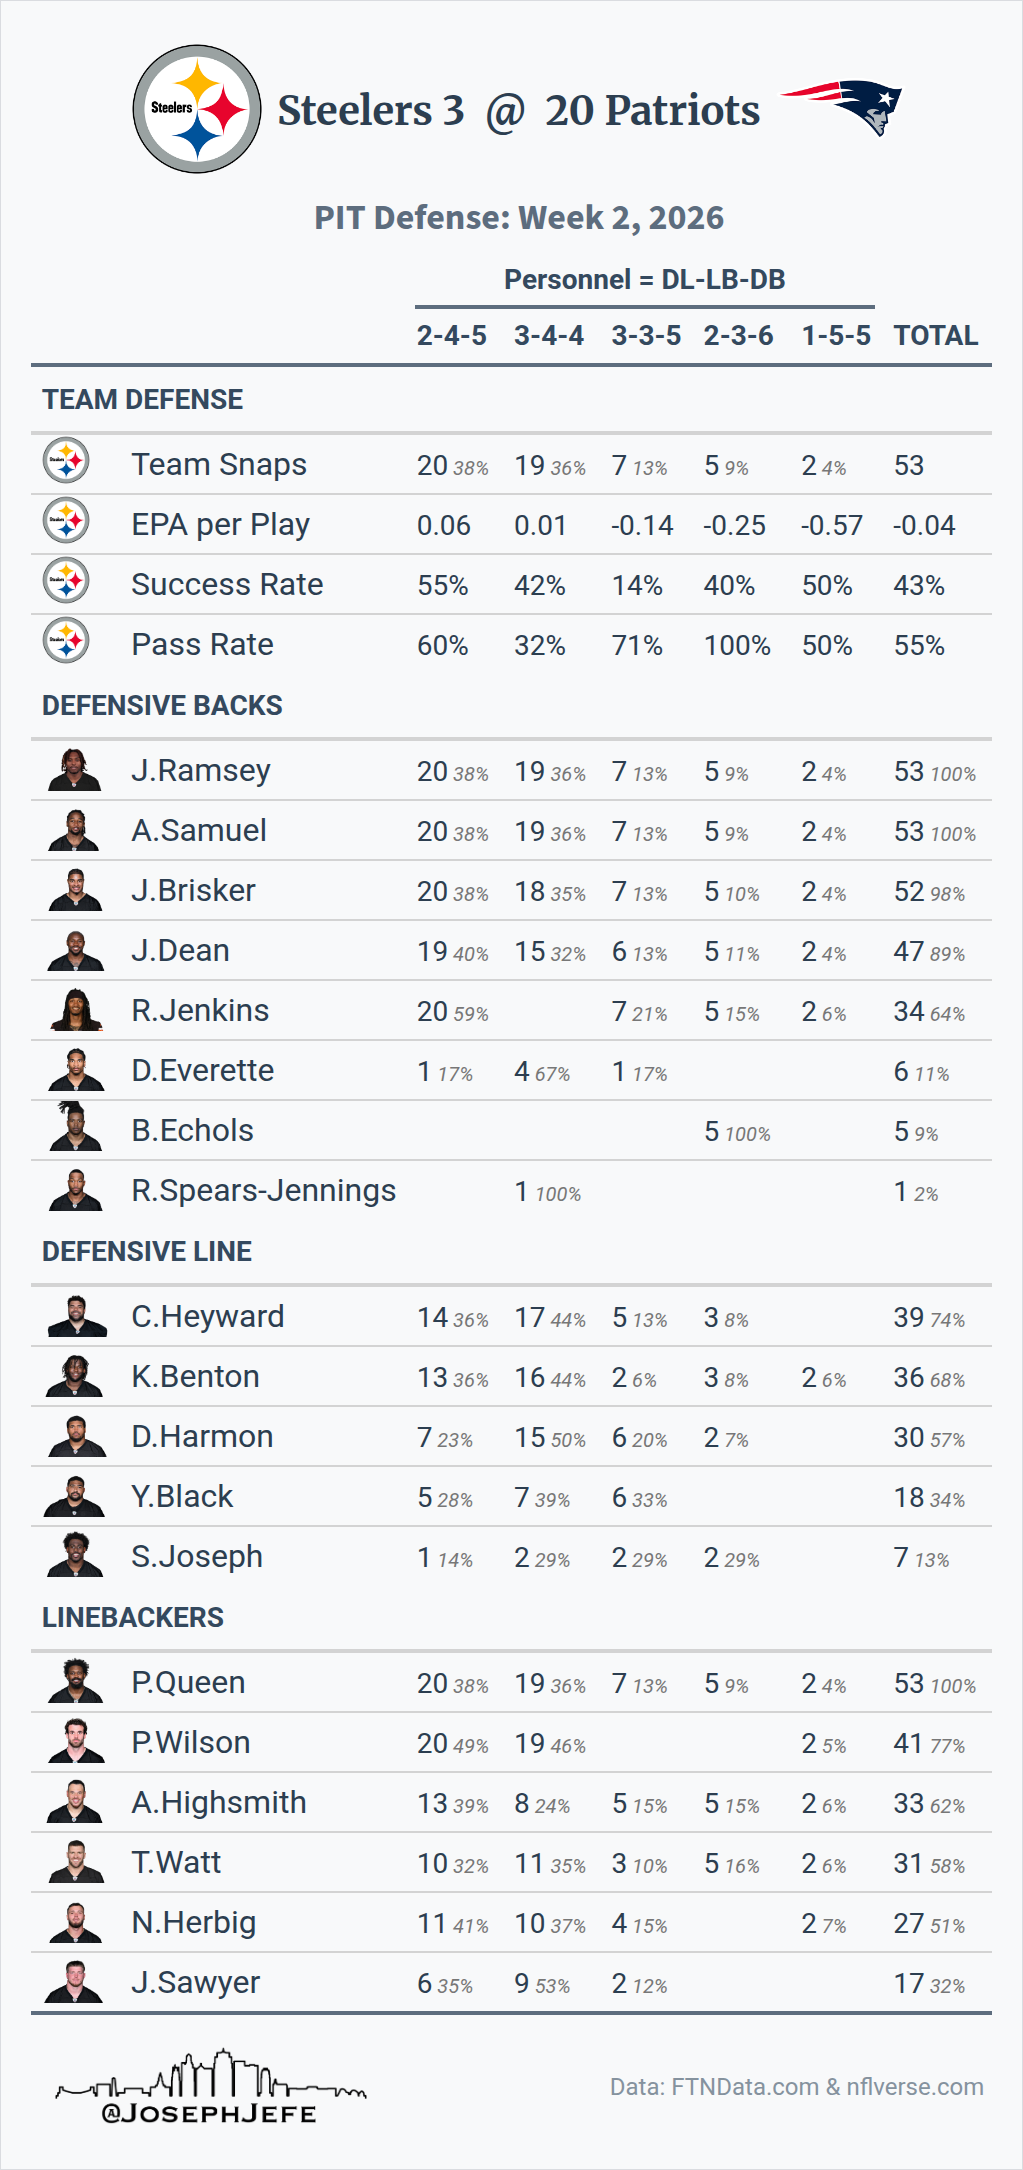 Steelers
Steelers 3 @ 20 Patriots
PIT Defense: Week 2, 2026
Personnel = DL-LB-DB
2-4-5 3-4-4 3-3-5 2-3-6 1-5-5 TOTAL
TEAM DEFENSE
Steelers Team Snaps 20 38% 19 36% 7 13% 5 9% 2 4% 53
Steelers EPA per Play 0.06 0.01 -0.14 -0.25 -0.57 -0.04
Steelers Success Rate 55% 42% 14% 40% 50% 43%
Steelers Pass Rate 60% 32% 71% 100% 50% 55%
DEFENSIVE BACKS
J.Ramsey 20 38% 19 36% 7 13% 5 9% 2 4% 53 100%
A.Samuel 20 38% 19 36% 7 13% 5 9% 2 4% 53 100%
J.Brisker 20 38% 18 35% 7 13% 5 10% 2 4% 52 98%
J.Dean 19 40% 15 32% 6 13% 5 11% 2 4% 47 89%
R.Jenkins 20 59% 7 21% 5 15% 2 6% 34 64%
D.Everette 1 17% 4 67% 1 17% 6 11%
B.Echols 5 100% 5 9%
R.Spears-Jennings 1 100% 1 2%
DEFENSIVE LINE
C.Heyward 14 36% 17 44% 5 13% 3 8% 39 74%
K.Benton 13 36% 16 44% 2 6% 3 8% 2 6% 36 68%
D.Harmon 7 23% 15 50% 6 20% 2 7% 30 57%
Y.Black 5 28% 7 39% 6 33% 18 34%
S.Joseph 1 14% 2 29% 2 29% 2 29% 7 13%
LINEBACKERS
P.Queen 20 38% 19 36% 7 13% 5 9% 2 4% 53 100%
P.Wilson 20 49% 19 46% 2 5% 41 77%
A.Highsmith 13 39% 8 24% 5 15% 5 15% 2 6% 33 62%
T.Watt 10 32% 11 35% 3 10% 5 16% 2 6% 31 58%
N.Herbig 11 41% 10 37% 4 15% 2 7% 27 51%
J.Sawyer 6 35% 9 53% 2 12% 17 32%
@JOSEPHJEFE
Data: FTNData.com & nflverse.com